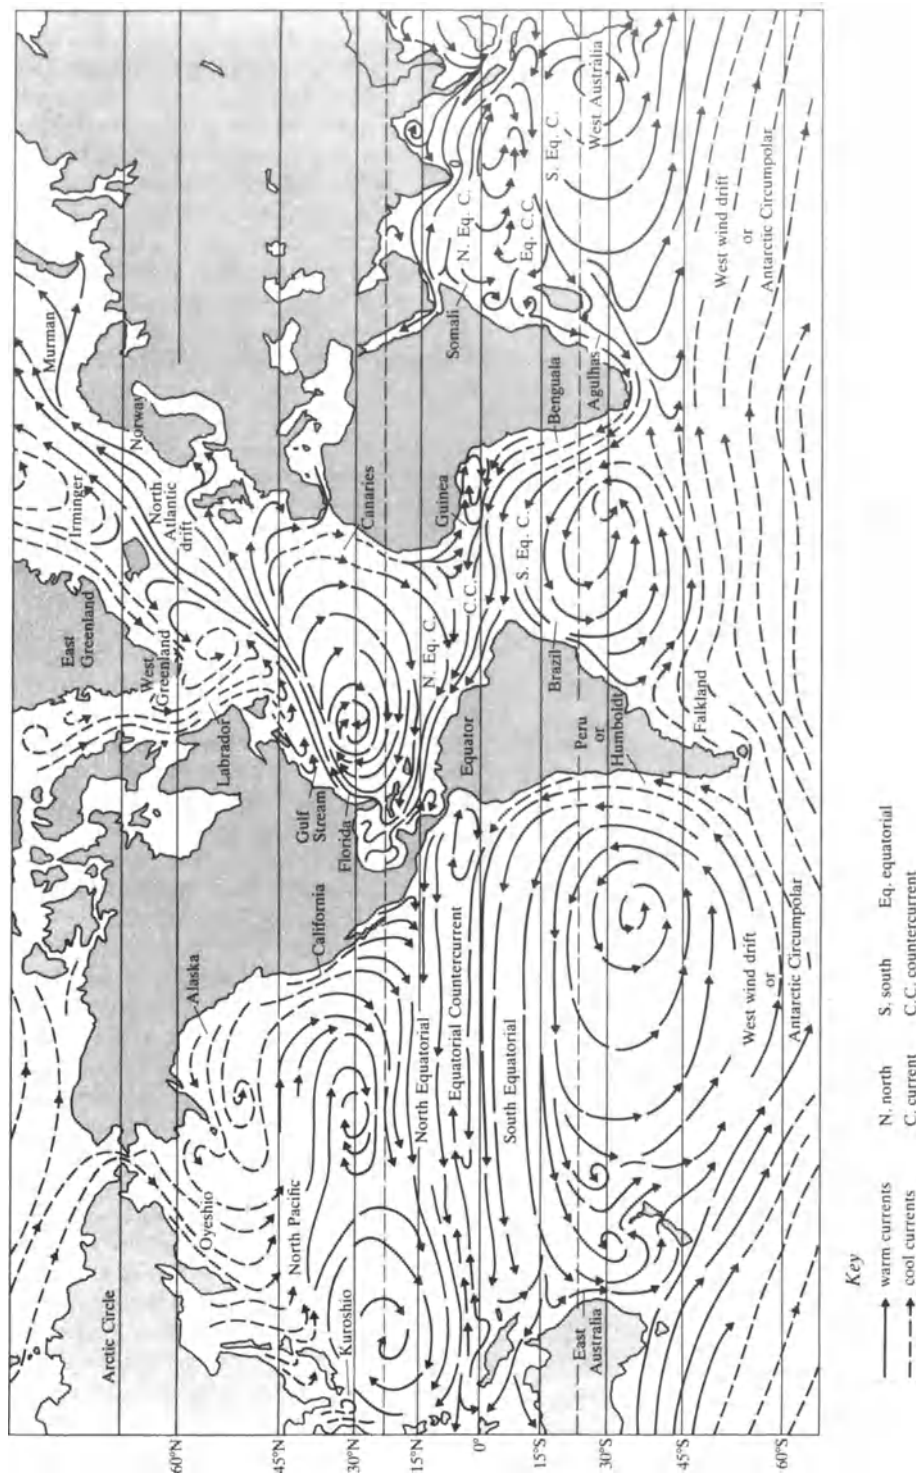 Arctic Circle
Oyeshio
Alaska
North Pacific
Kuroshio
California
North Equatorial
Equatorial Countercurrent
South Equatorial
East
Australia
West wind drift
or
Antarctic Circumpolar
Labrador
West
Greenland
East
Greenland
Gulf
Stream
Florida
Equator
Peru
or
Humboldt
Falkland
Brazil
N. Eq. C.
C.C.
S. Eq. C.
Irminger
North
Atlantic
drift
Norway
Murman
Canaries
Guinea
Benguala
Agulhas
Somali
N. Eq. C.
Eq. C.C.
S. Eq. C.
West Australia
West wind drift
or
Antarctic Circumpolar
60°N
45°N
30°N
15°N
0°
15°S
30°S
45°S
60°S
Key
warm currents
cool currents
N. north
S. south
Eq. equatorial
C. current
C.C. countercurrent